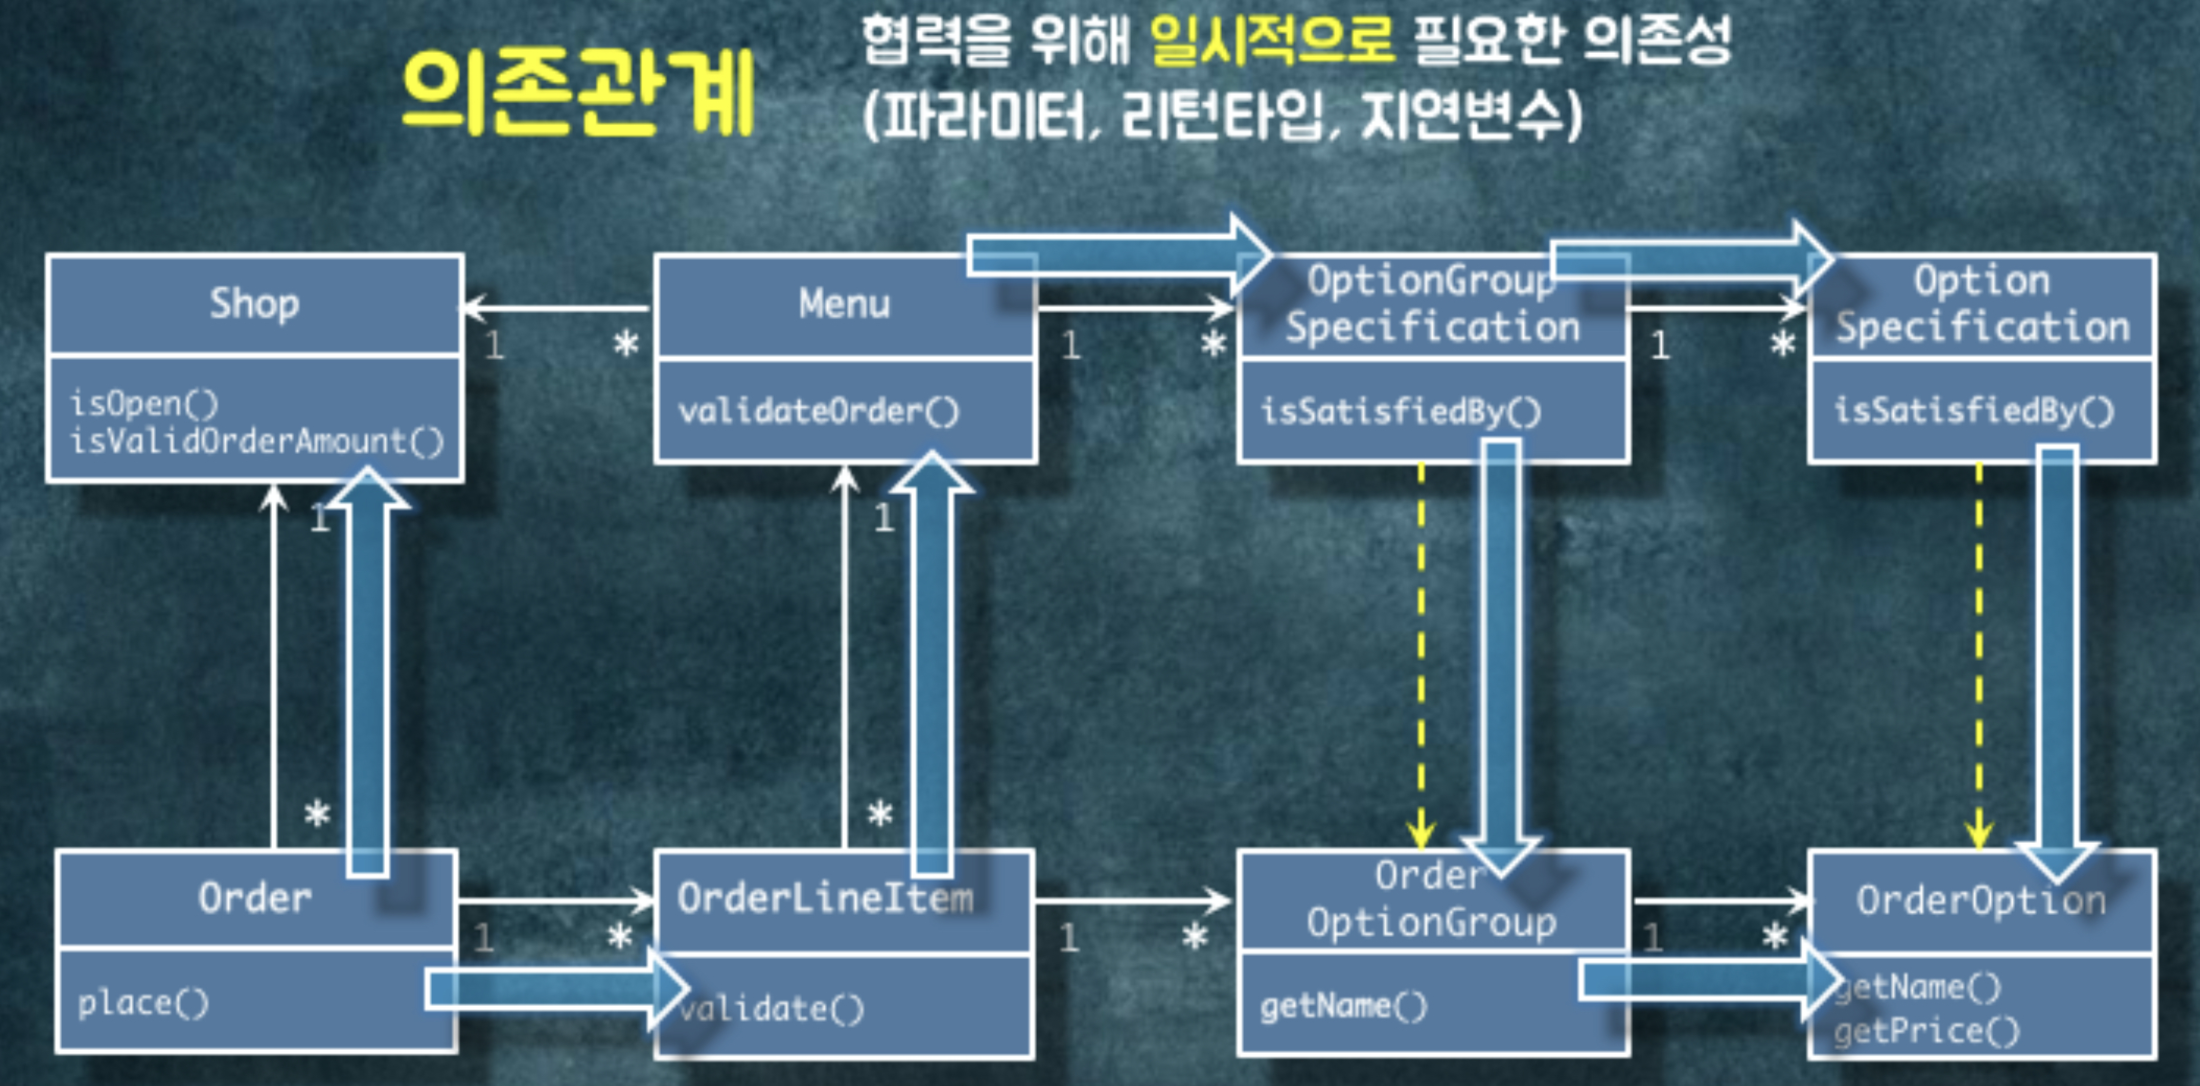 의존관계
협력을 위해 일시적으로 필요한 의존성
(파라미터, 리턴타입, 지연변수)
Shop
isOpen()
isValidOrderAmount()
1
*
Menu
validateOrder()
1
*
OptionGroup
Specification
isSatisfiedBy()
1
*
Option
Specification
isSatisfiedBy()
1
*
1
*
Order
place()
1
*
OrderLineItem
validate()
1
*
Order
OptionGroup
getName()
1
*
OrderOption
getName()
getPrice()